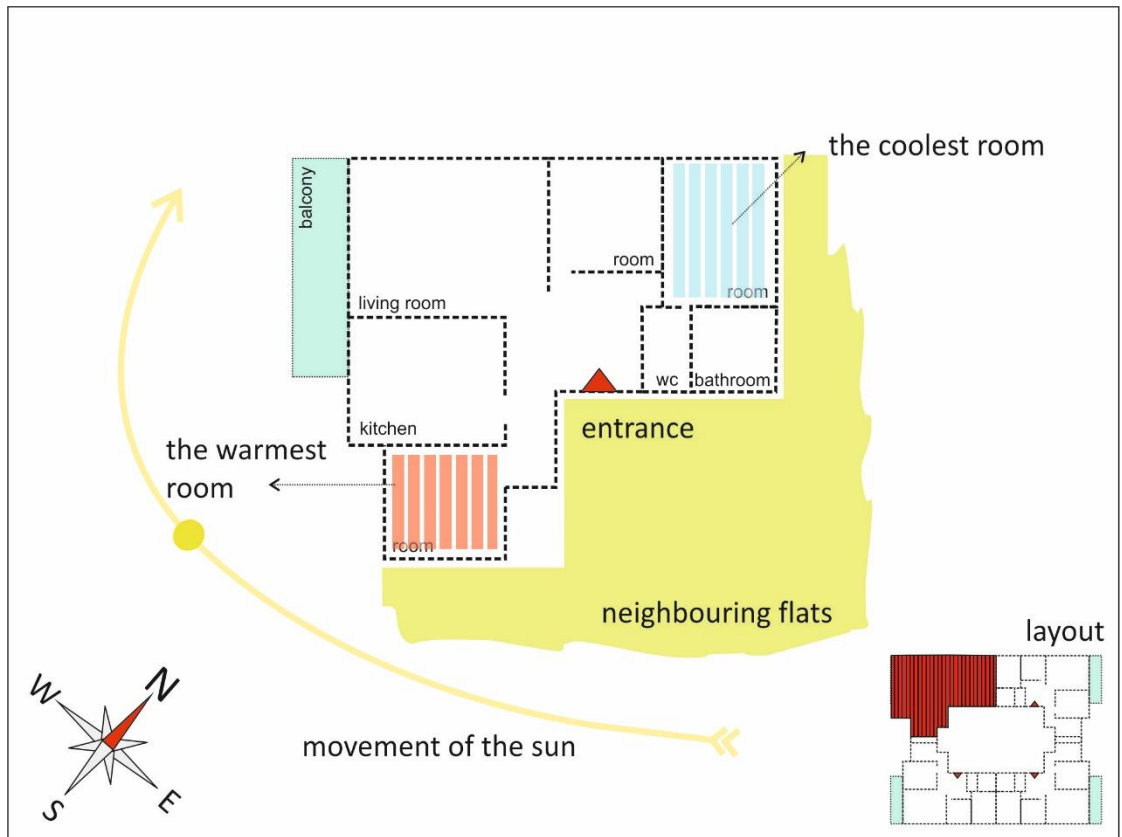 the coolest room
balcony
room
room
living room
wc
bathroom
kitchen
entrance
the warmest
room
room
neighbouring flats
layout
N
W
movement of the sun
S
E